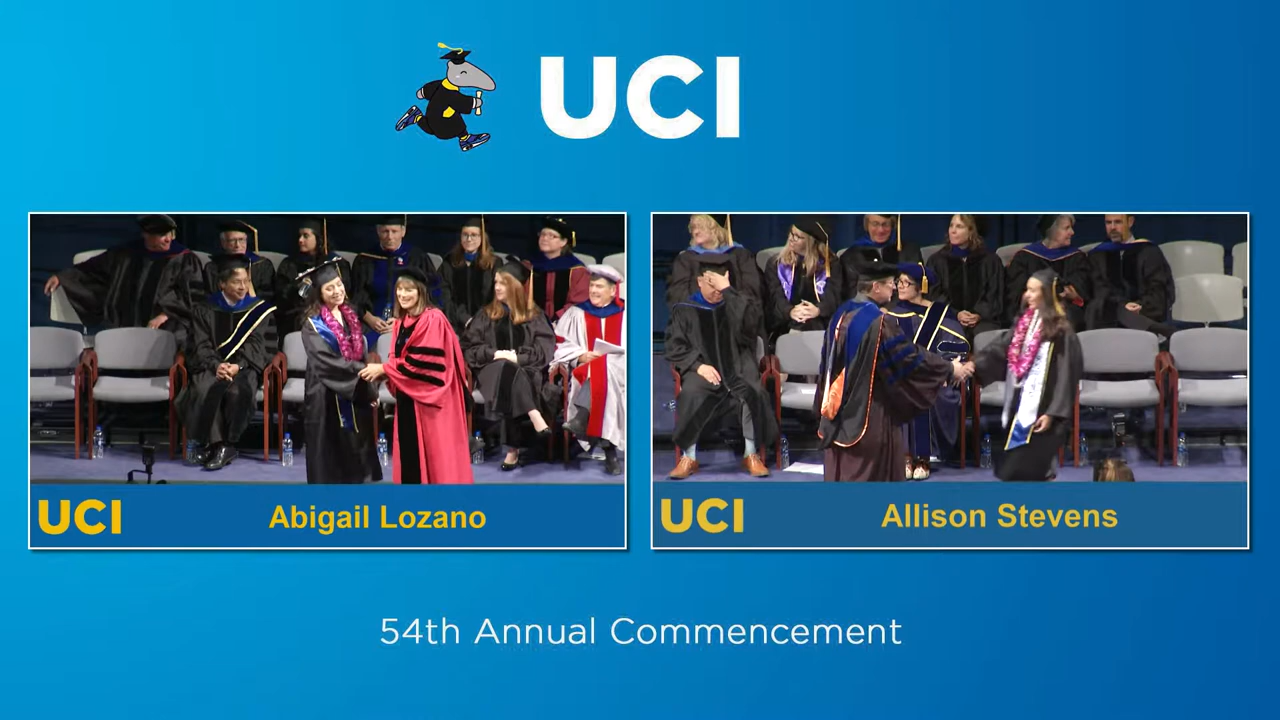 UCI
UCI
Abigail Lozano
UCI
Allison Stevens
54th Annual Commencement